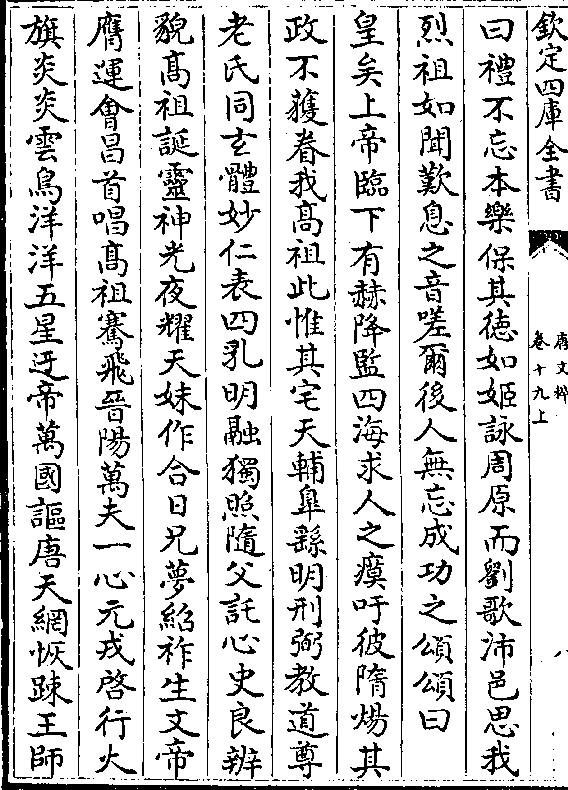 欽定四庫全書
唐文粹
卷十九上
曰禮不忘本樂保其德如姬詠周原而劉歌沛邑思我
烈祖如聞歎息之音嗟爾後人無忘成功之頌頌曰
皇矣上帝臨下有赫降監四海求人之瘼吁彼隋煬其
政不獲眷我髙祖此惟其宅天輔臯繇明刑弼教道尊
老氏同玄體妙仁表四乳明融獨照隨父託心史良辨
貌髙祖誕靈神光夜耀天妹作合日兄夢紹祚生文帝
膺運會昌首唱髙祖騫飛晉陽萬夫一心元戎啓行火
旗炎炎雲鳥洋洋五星迓帝萬國謳唐天網恢踈王師